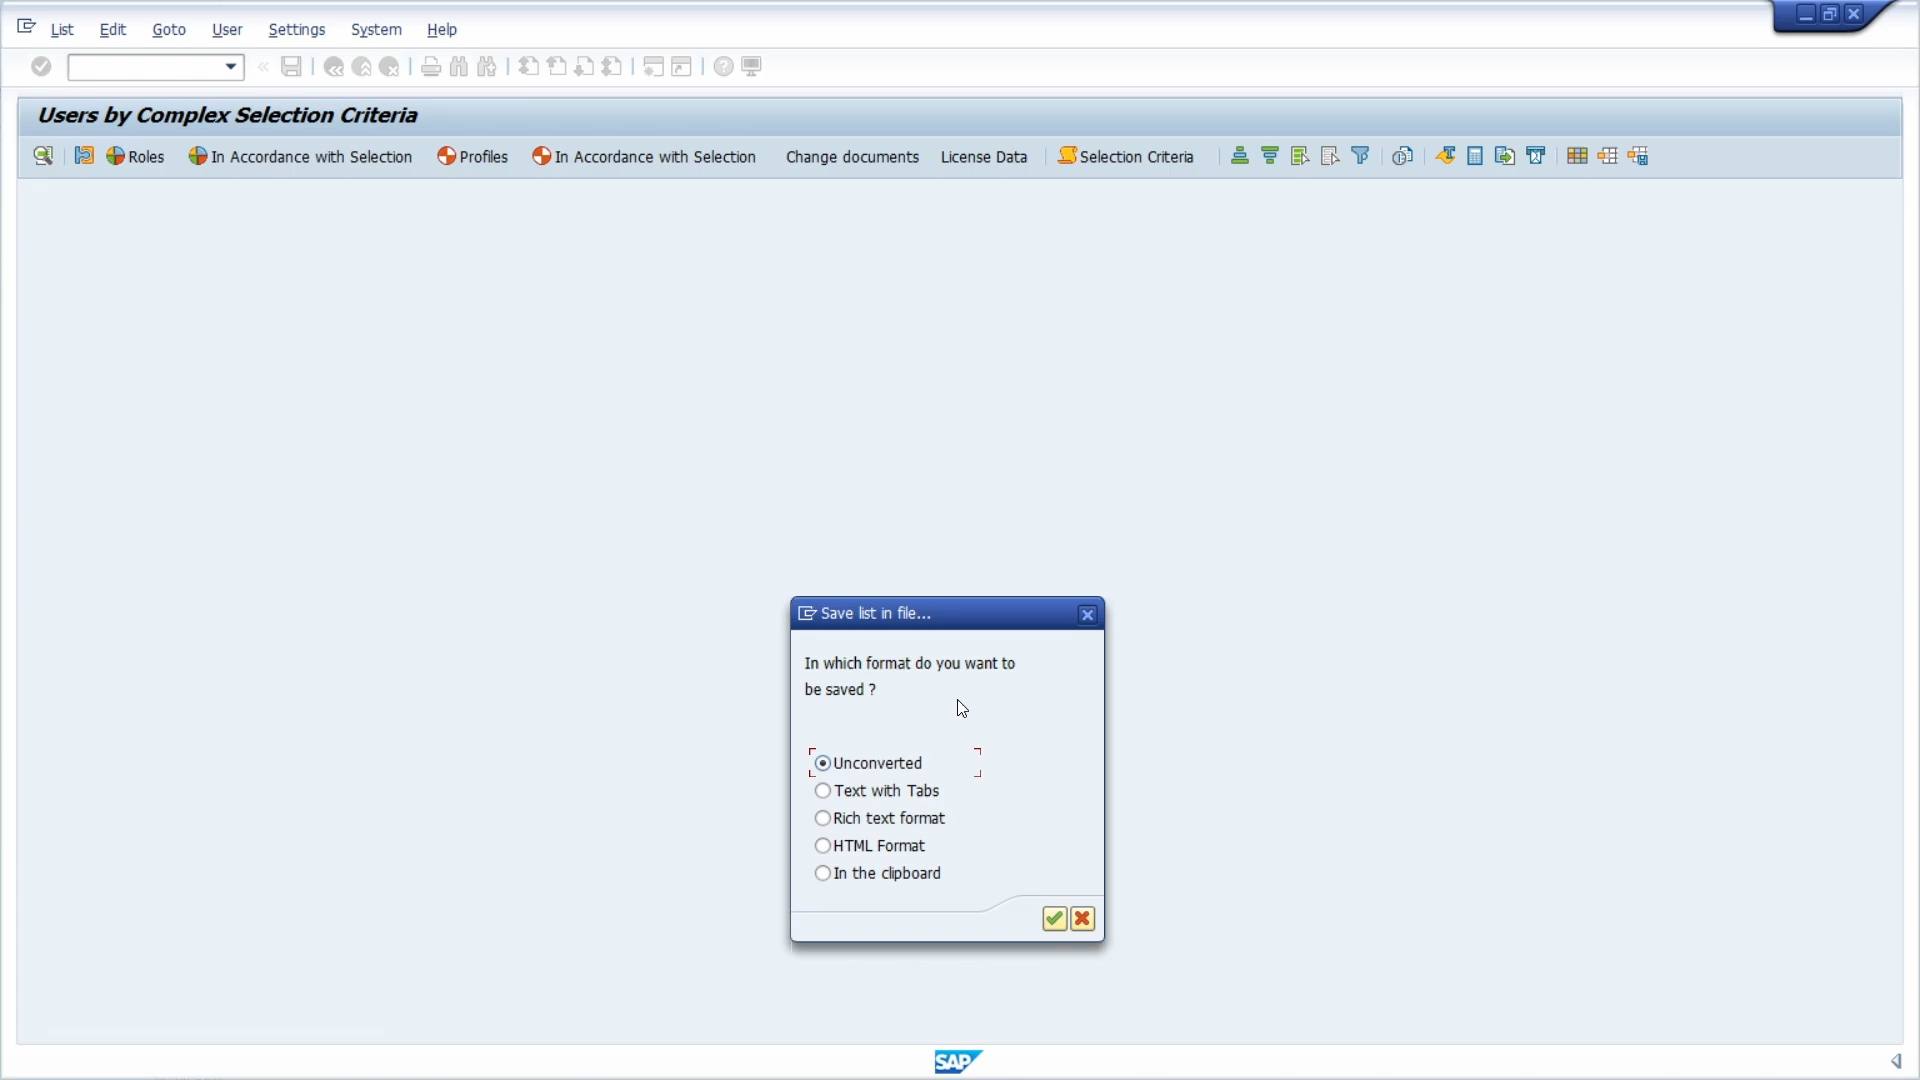 List Edit Goto User Settings System Help
Users by Complex Selection Criteria
Roles In Accordance with Selection Profiles In Accordance with Selection Change documents License Data Selection Criteria
Save list in file...
In which format do you want to
be saved ?
Unconverted
Text with Tabs
Rich text format
HTML Format
In the clipboard
SAP